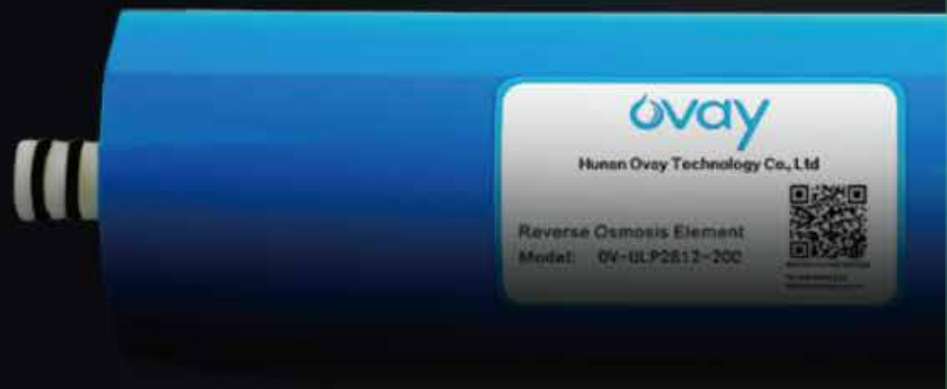 ovay
Hunan Ovay Technology Co., Ltd
Reverse Osmosis Element
Model: OV-ULP2812-200